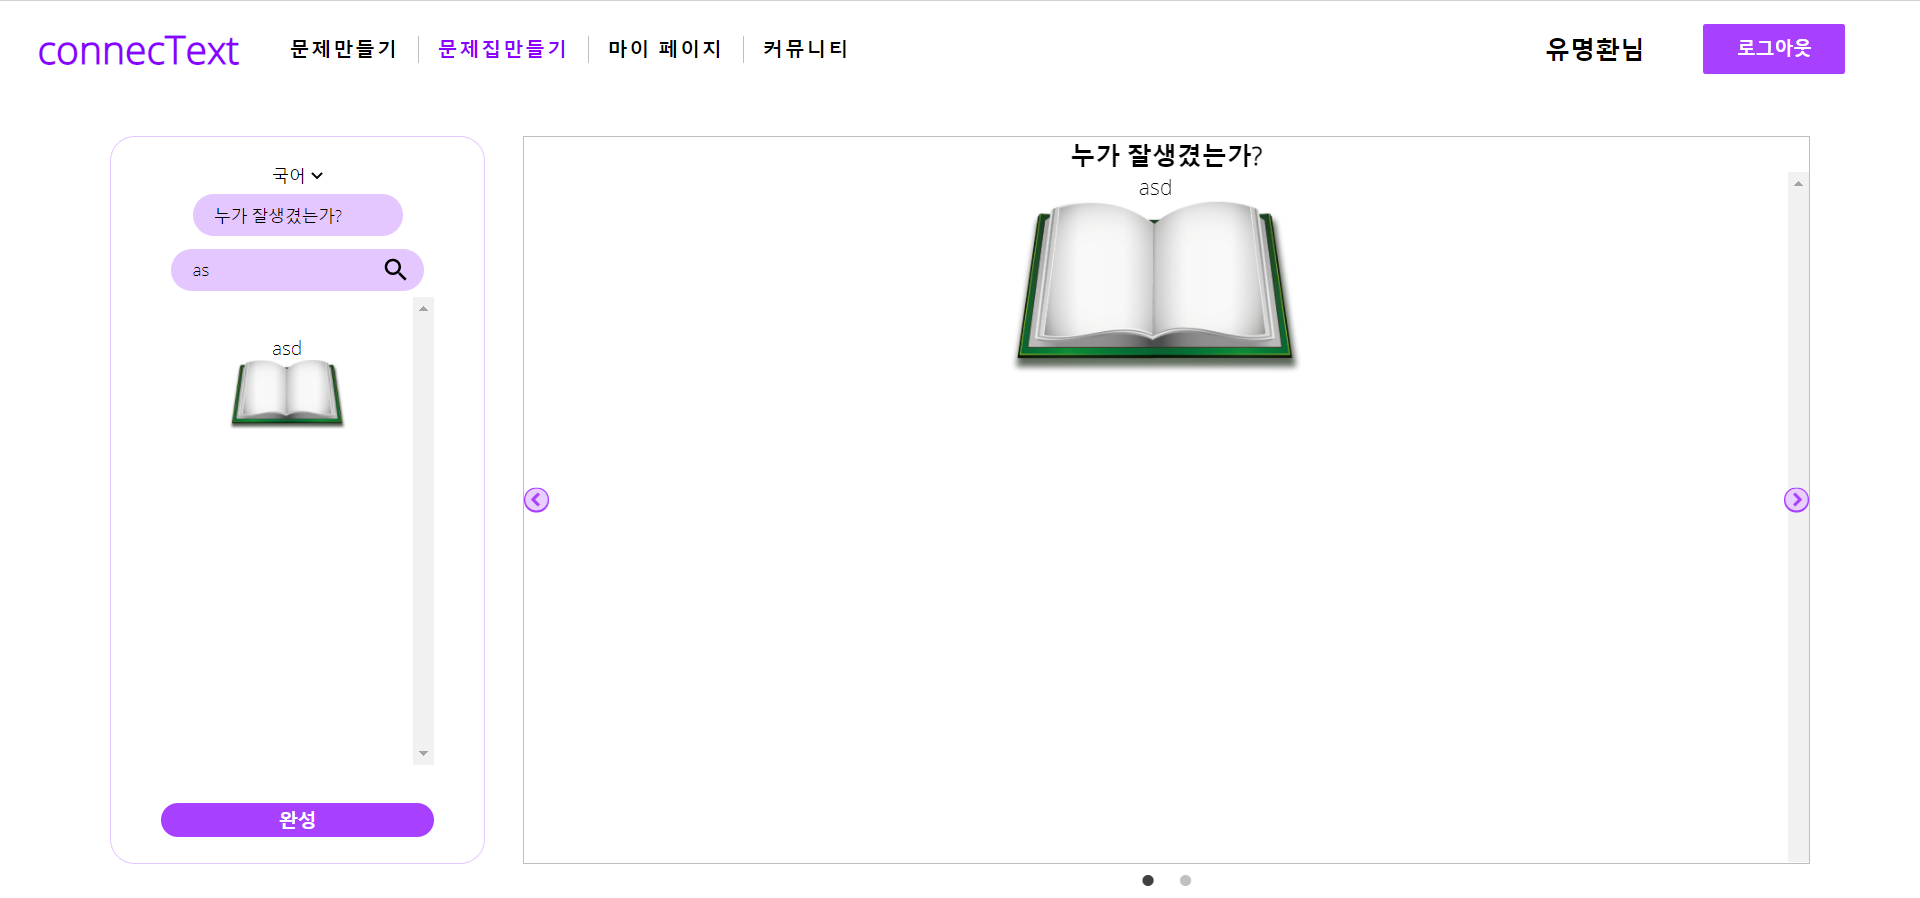 connecText
문제만들기
문제집만들기
마이 페이지
커뮤니티
유명환님
로그아웃
국어
누가 잘생겼는가?
as
asd
완성
누가 잘생겼는가?
asd